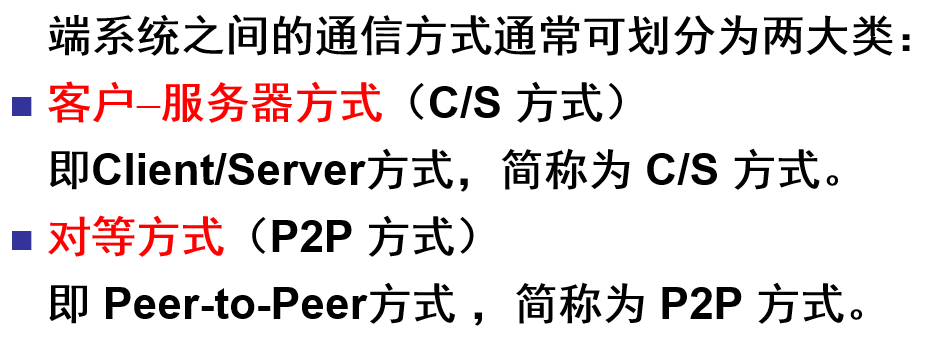 端系统之间的通信方式通常可划分为两大类：
■ 客户–服务器方式（C/S 方式）
即Client/Server方式，简称为 C/S 方式。
■ 对等方式（P2P 方式）
即 Peer-to-Peer方式 ，简称为 P2P 方式。